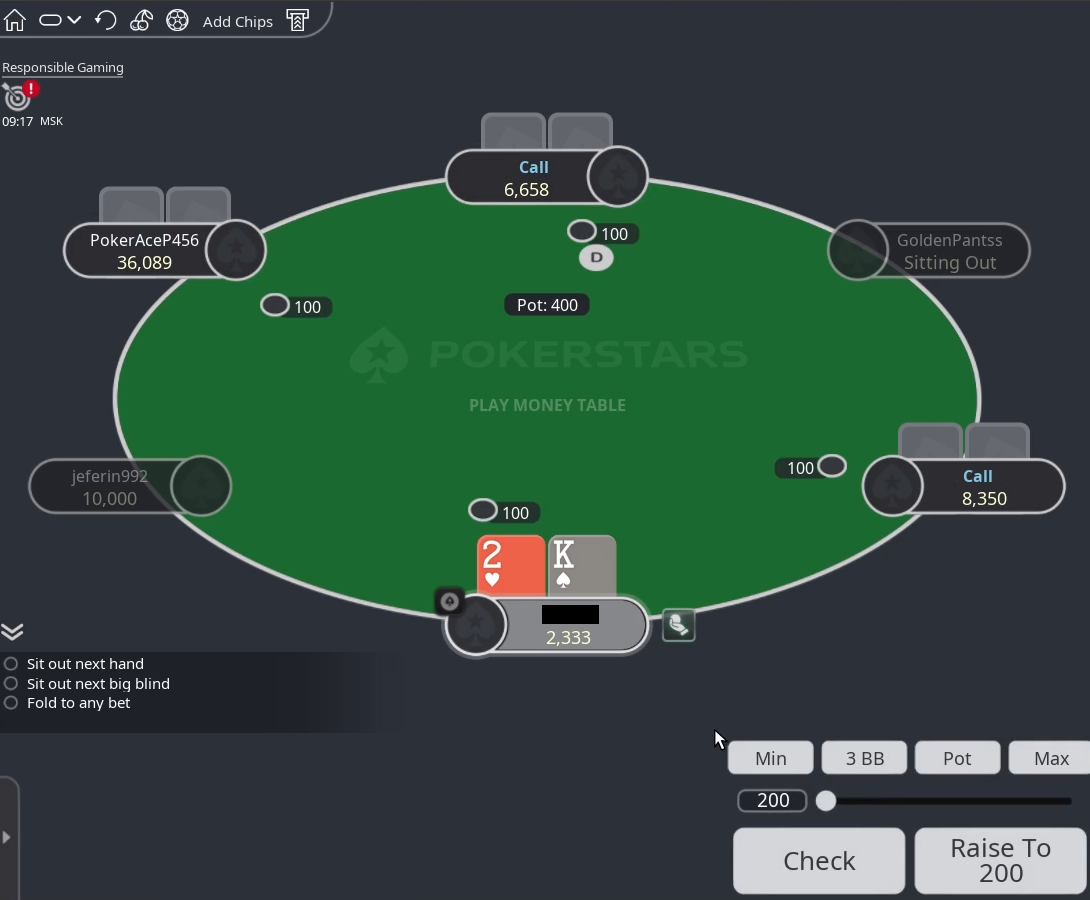 Add Chips
Responsible Gaming
!
09:17 MSK
Call
6,658
PokerAceP456
36,089
GoldenPantss
Sitting Out
100
D
100
Pot: 400
POKERSTARS
PLAY MONEY TABLE
jeferin992
10,000
100
Call
8,350
100
2 K
2,333
Sit out next hand
Sit out next big blind
Fold to any bet
Min 3 BB Pot Max
200
Check
Raise To
200